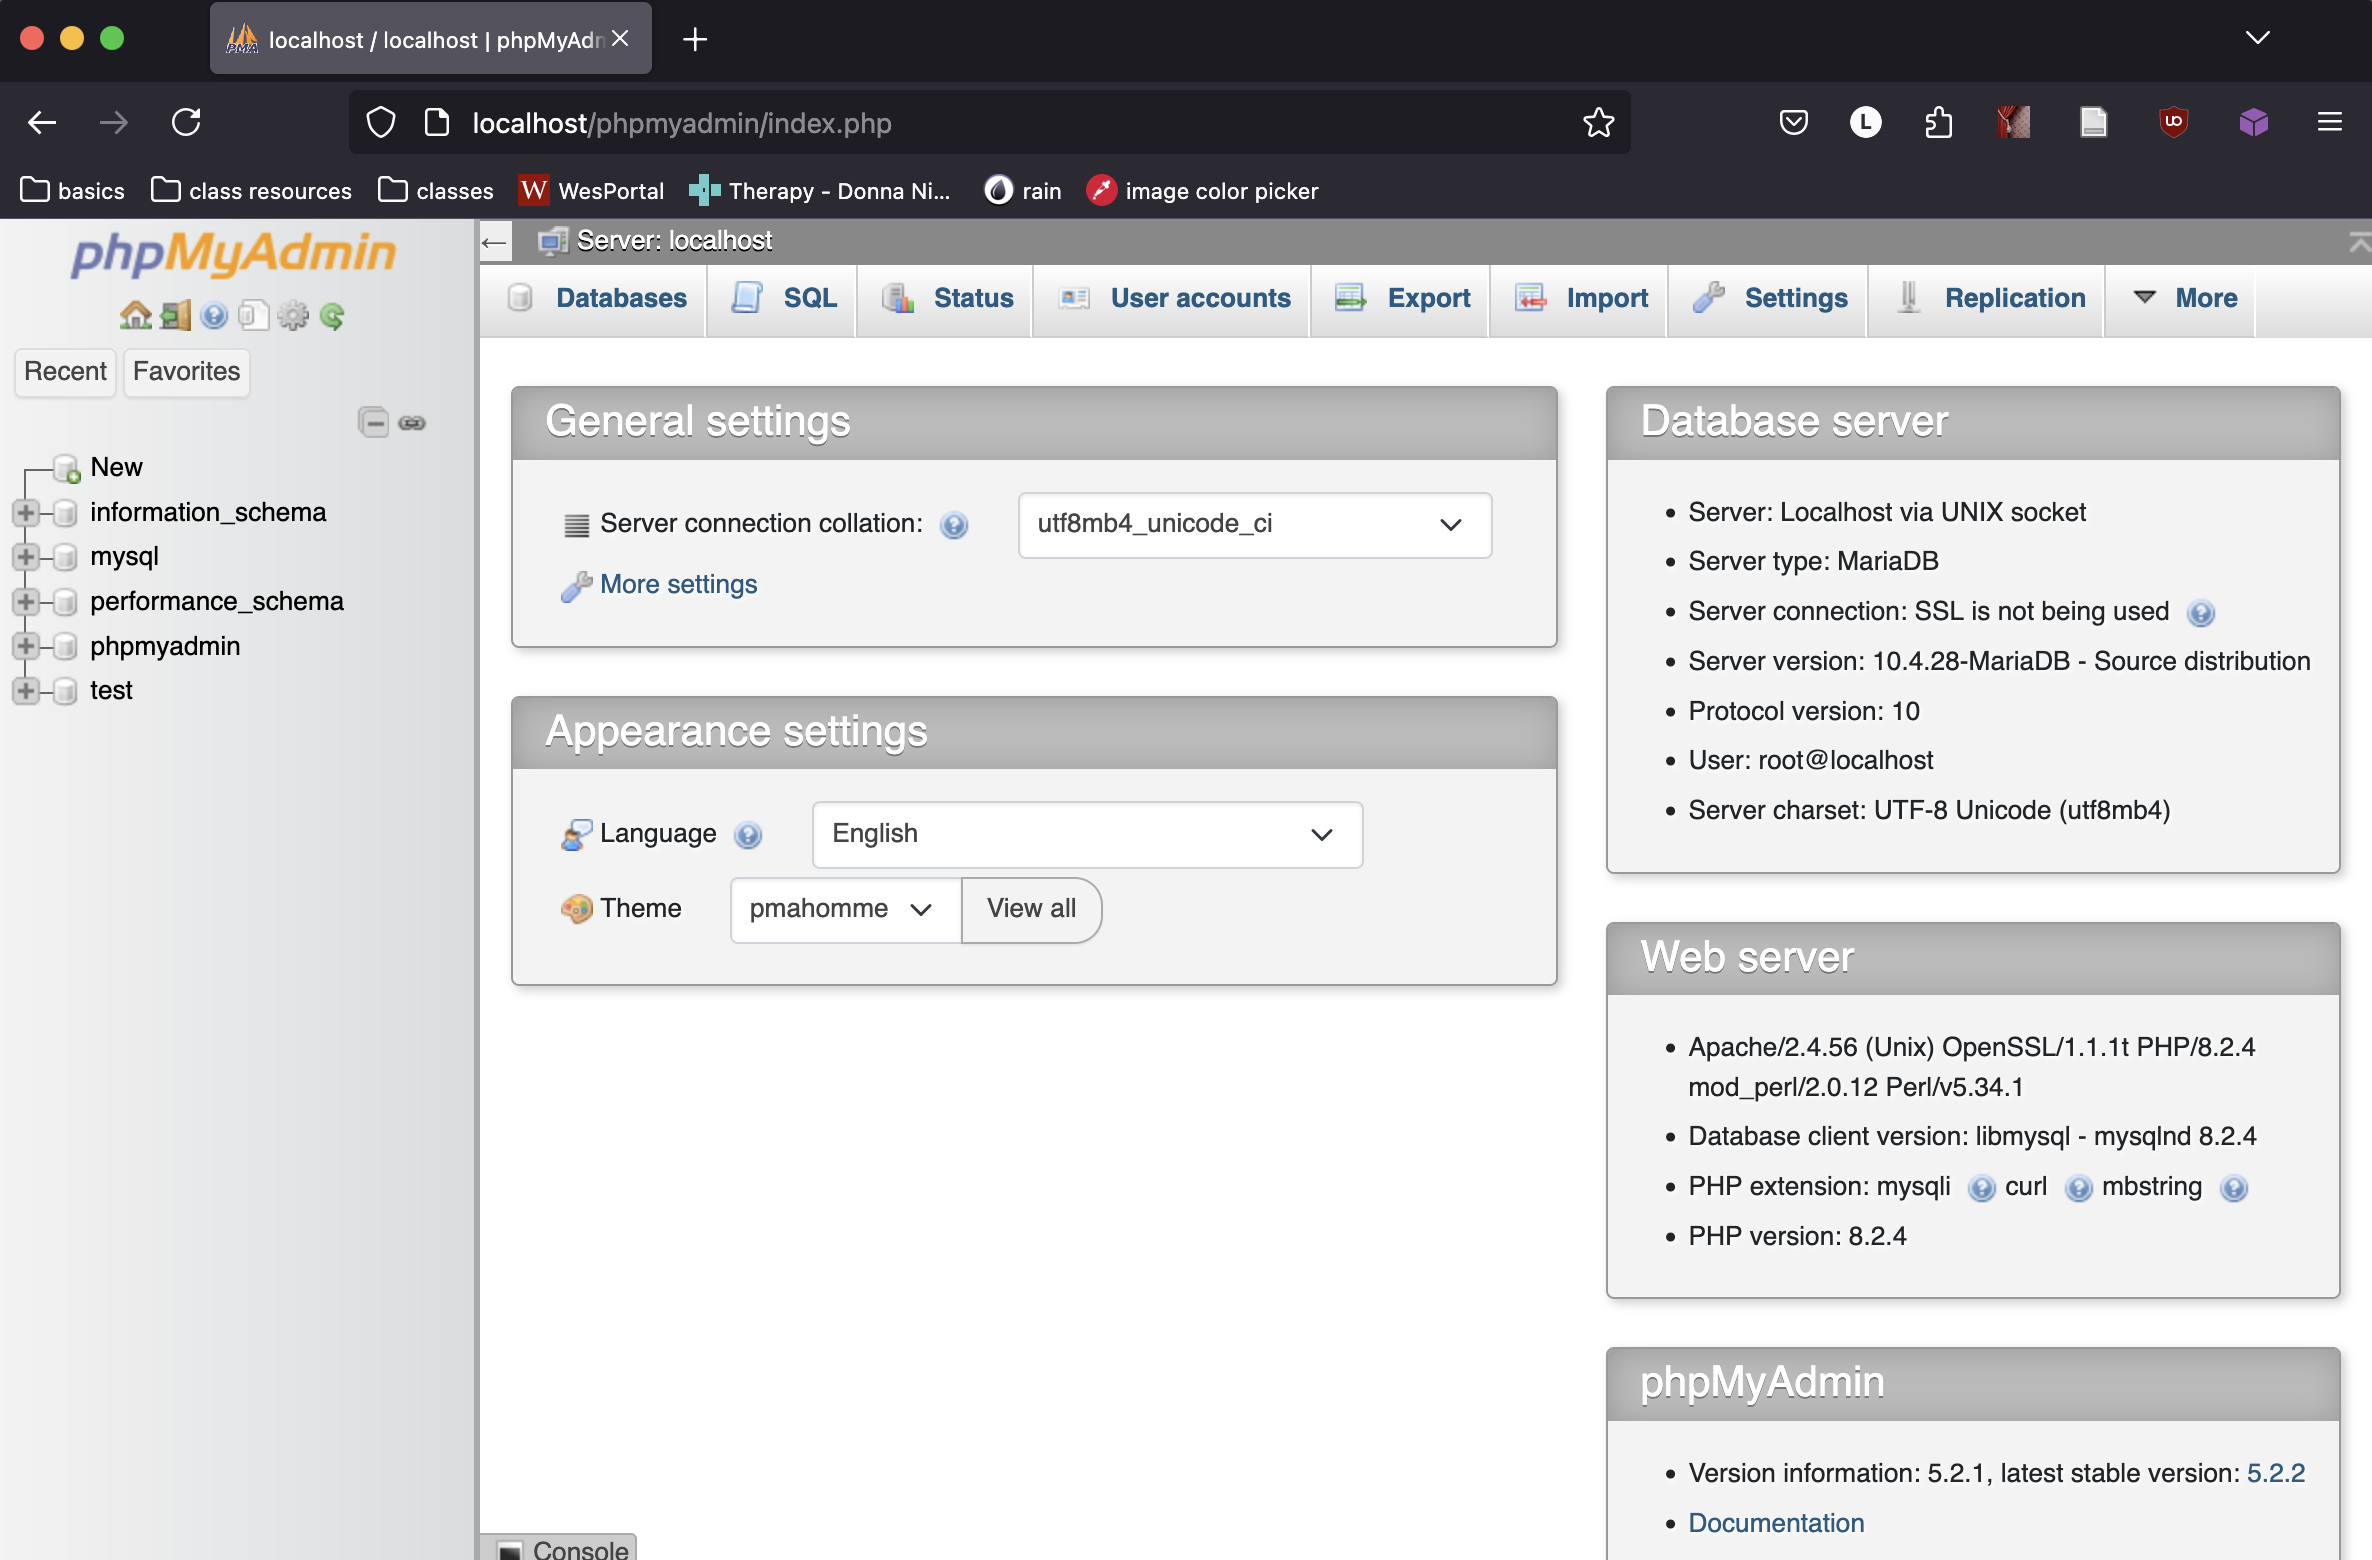 localhost / localhost | phpMyAdn
localhost/phpmyadmin/index.php
L
UO
basics
class resources
classes
W WesPortal
Therapy - Donna Ni...
rain
image color picker
phpMyAdmin
Recent
Favorites
New
information_schema
mysql
performance_schema
phpmyadmin
test
Server: localhost
Databases
SQL
Status
User accounts
Export
Import
Settings
Replication
More
General settings
Server connection collation:
utf8mb4_unicode_ci
More settings
Appearance settings
Language
English
Theme
pmahomme
View all
Database server
• Server: Localhost via UNIX socket
• Server type: MariaDB
• Server connection: SSL is not being used
• Server version: 10.4.28-MariaDB - Source distribution
• Protocol version: 10
• User: root@localhost
• Server charset: UTF-8 Unicode (utf8mb4)
Web server
• Apache/2.4.56 (Unix) OpenSSL/1.1.1t PHP/8.2.4
mod_perl/2.0.12 Perl/v5.34.1
• Database client version: libmysql - mysqlnd 8.2.4
• PHP extension: mysqli curl mbstring
• PHP version: 8.2.4
phpMyAdmin
• Version information: 5.2.1, latest stable version: 5.2.2
• Documentation
Console